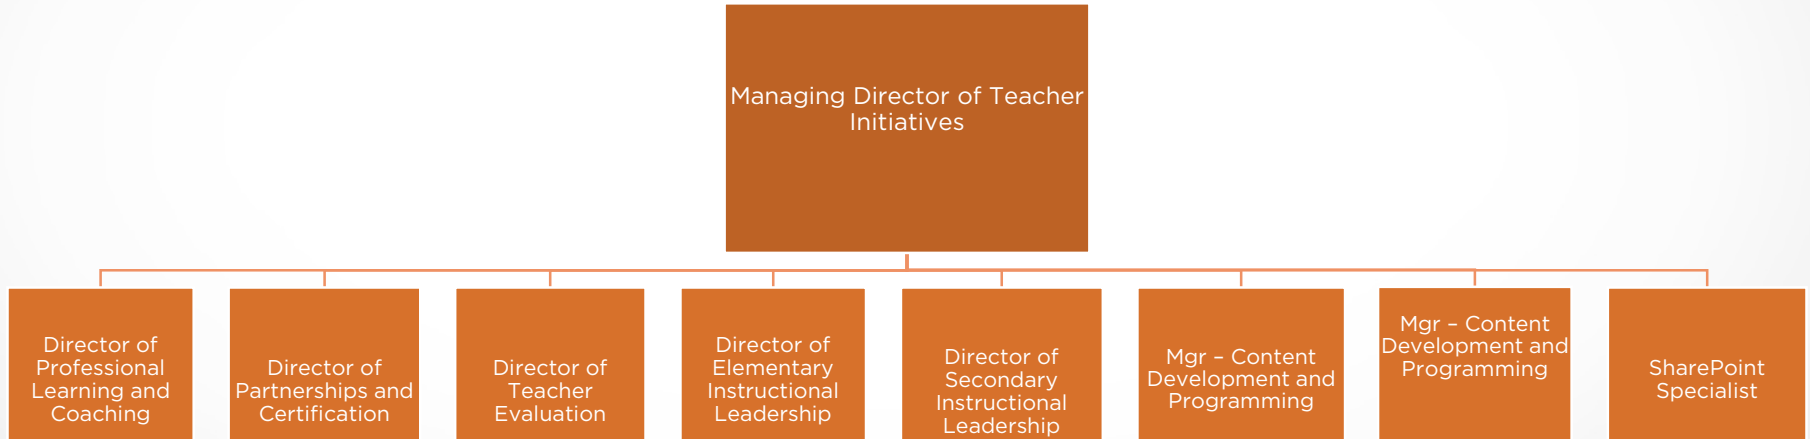 Managing Director of Teacher
Initiatives
Director of
Professional
Learning and
Coaching
Director of
Partnerships and
Certification
Director of
Teacher
Evaluation
Director of
Elementary
Instructional
Leadership
Director of
Secondary
Instructional
Leadership
Mgr – Content
Development and
Programming
Mgr – Content
Development and
Programming
SharePoint
Specialist